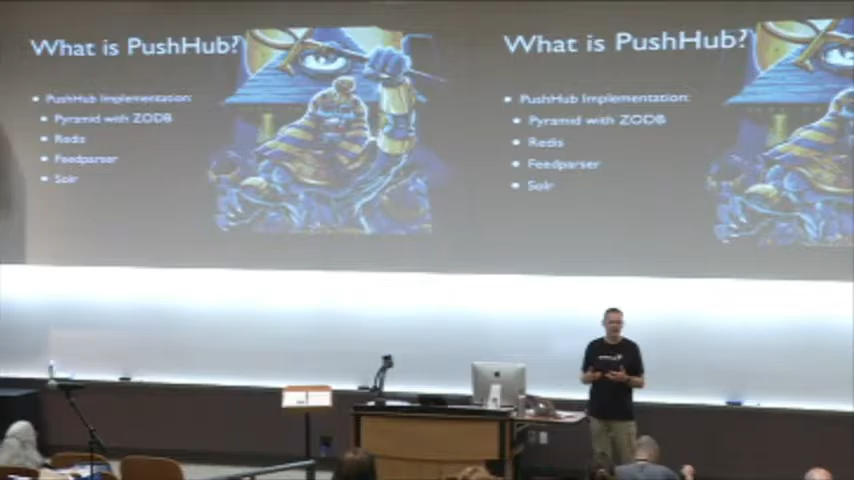 What is PushHub?
PushHub Implementation:
Pyramid with ZODB
Redis
Feedparser
Solr
What is PushHub?
PushHub Implementation:
Pyramid with ZODB
Redis
Feedparser
Solr